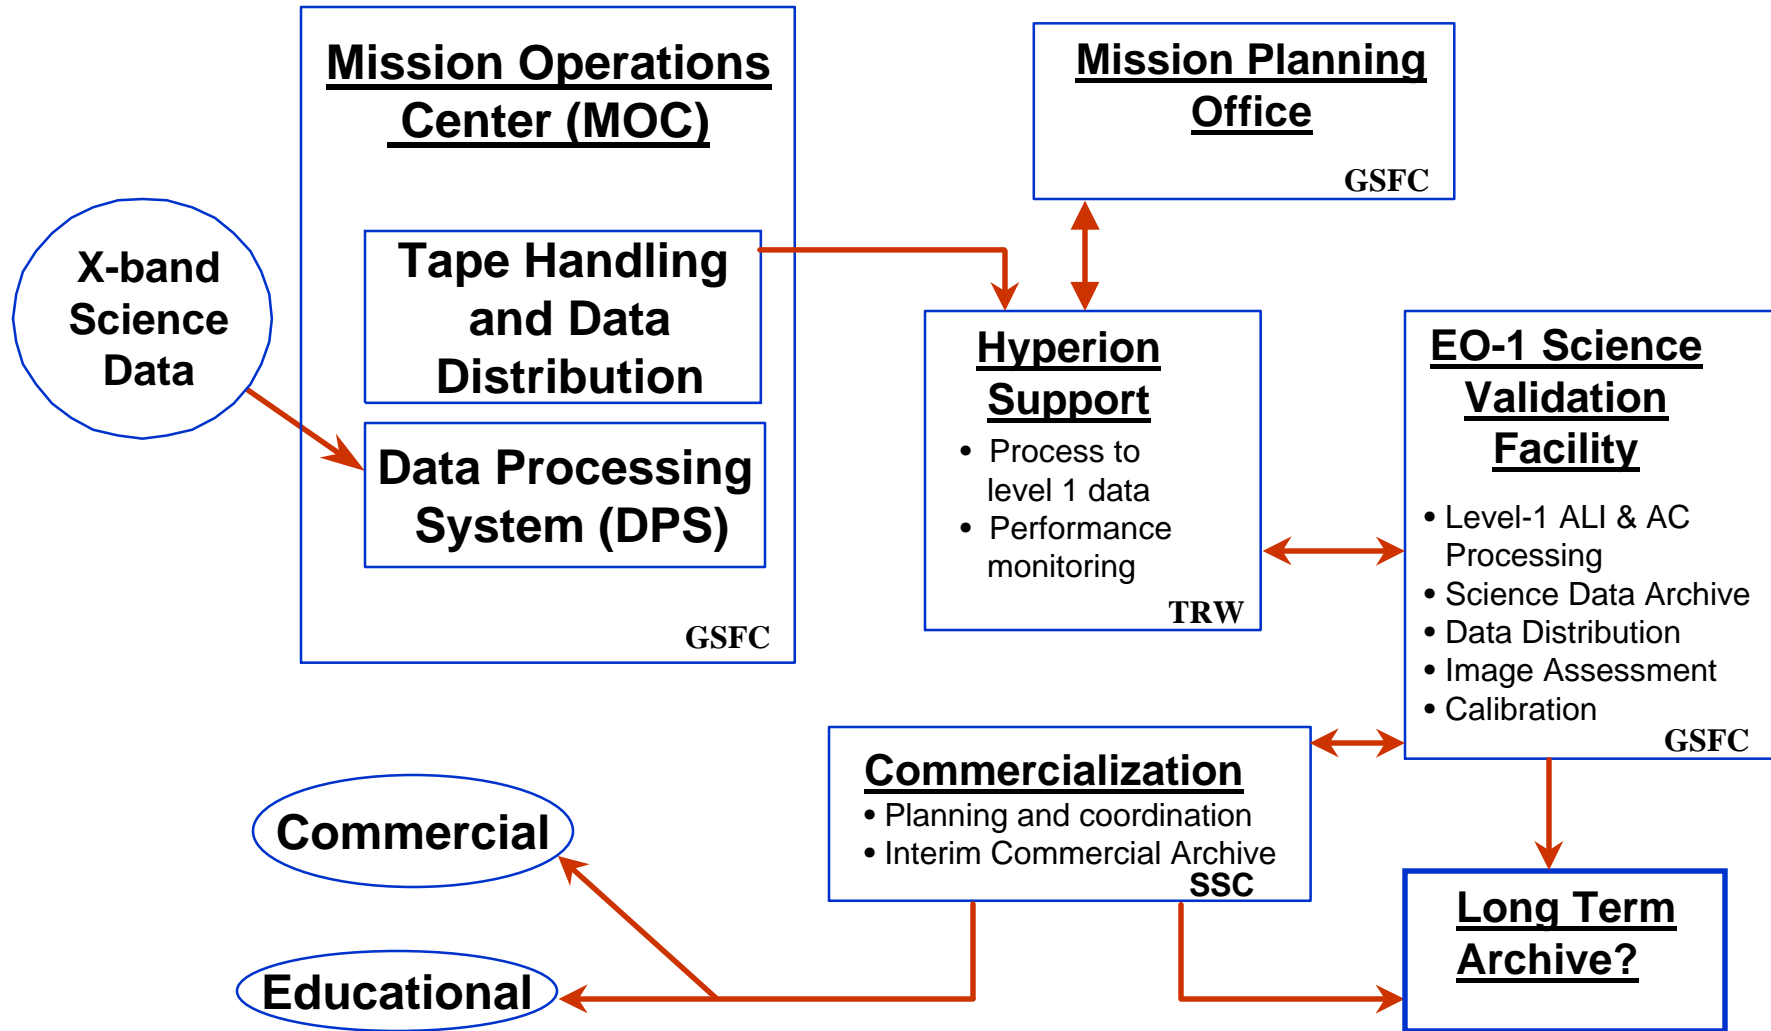 Mission Operations
Center (MOC)
Tape Handling
and Data
Distribution
Data Processing
System (DPS)
GSFC
X-band
Science
Data
Mission Planning
Office
GSFC
Hyperion
Support
• Process to
level 1 data
• Performance
monitoring
TRW
EO-1 Science
Validation
Facility
• Level-1 ALI & AC
Processing
• Science Data Archive
• Data Distribution
• Image Assessment
• Calibration
GSFC
Commercialization
• Planning and coordination
• Interim Commercial Archive
SSC
Commercial
Educational
Long Term
Archive?